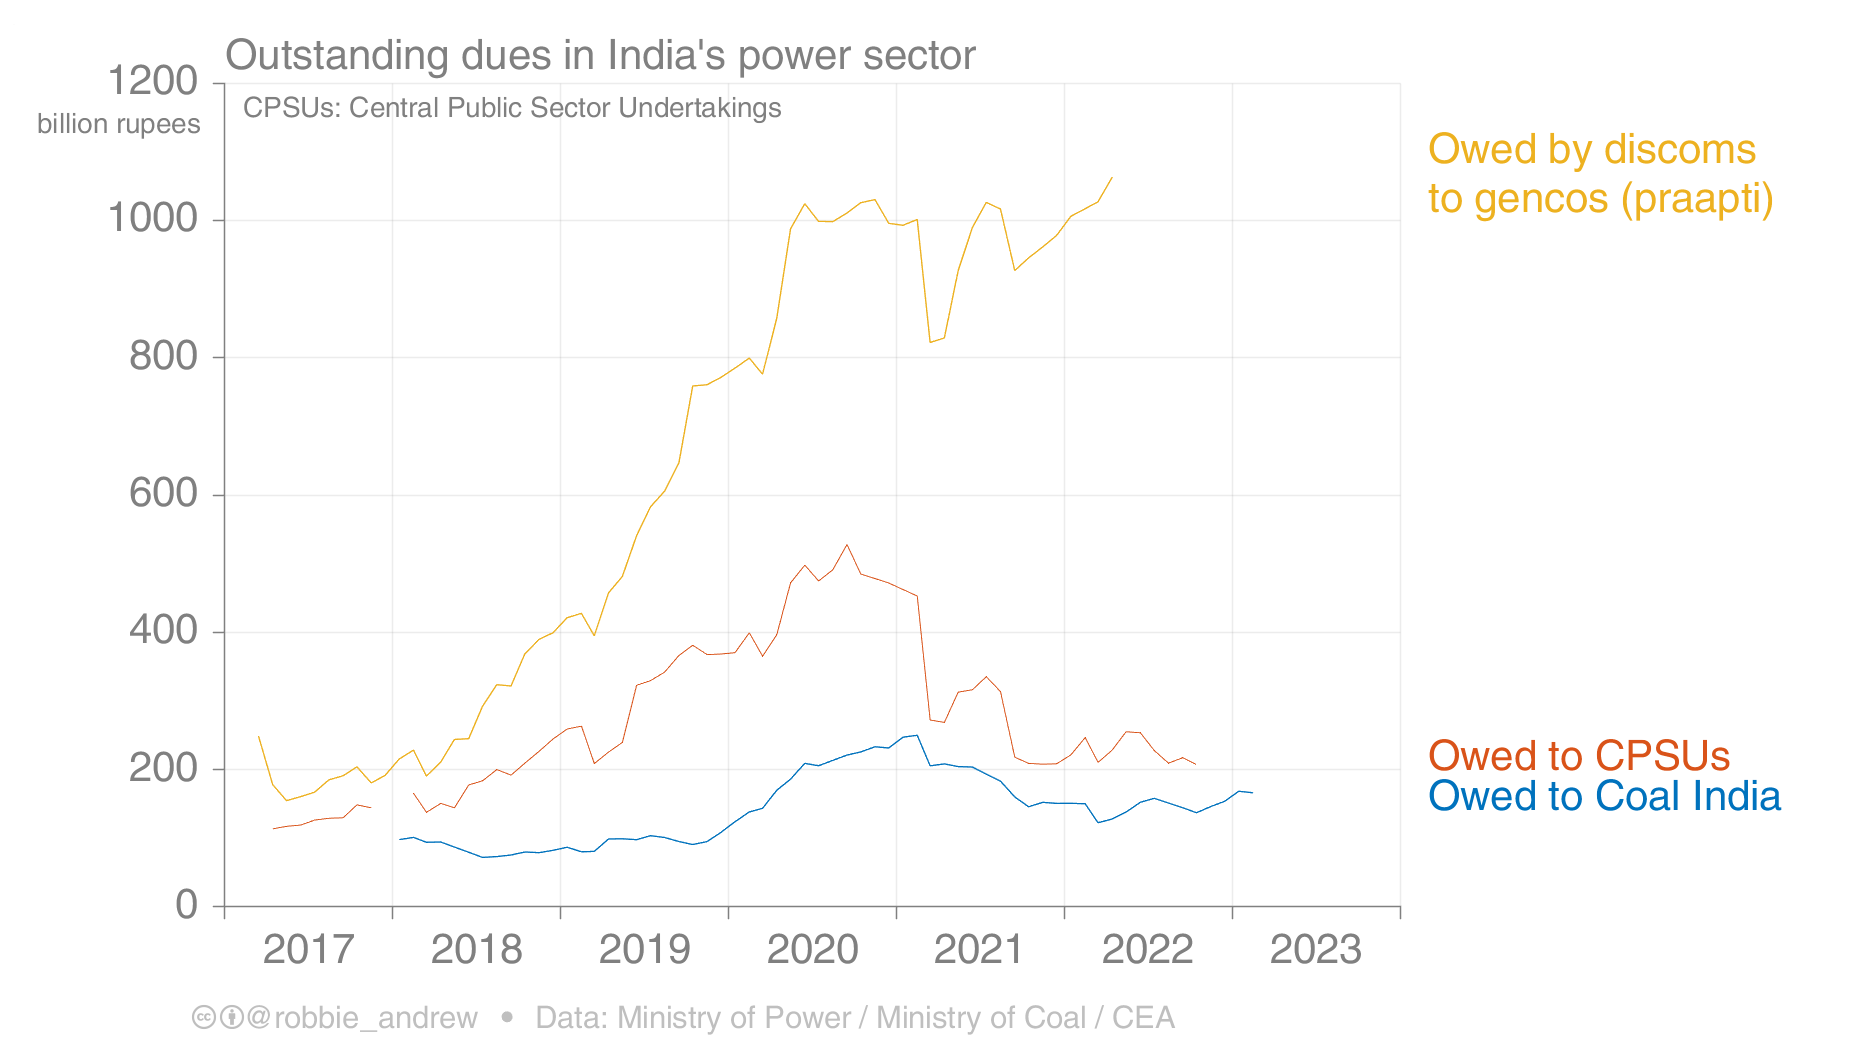 Outstanding dues in India's power sector
1200
billion rupees
CPSUs: Central Public Sector Undertakings
Owed by discoms
to gencos (praapti)
1000
800
600
400
200
0
Owed to CPSUs
Owed to Coal India
2017 2018 2019 2020 2021 2022 2023
@robbie_andrew • Data: Ministry of Power / Ministry of Coal / CEA